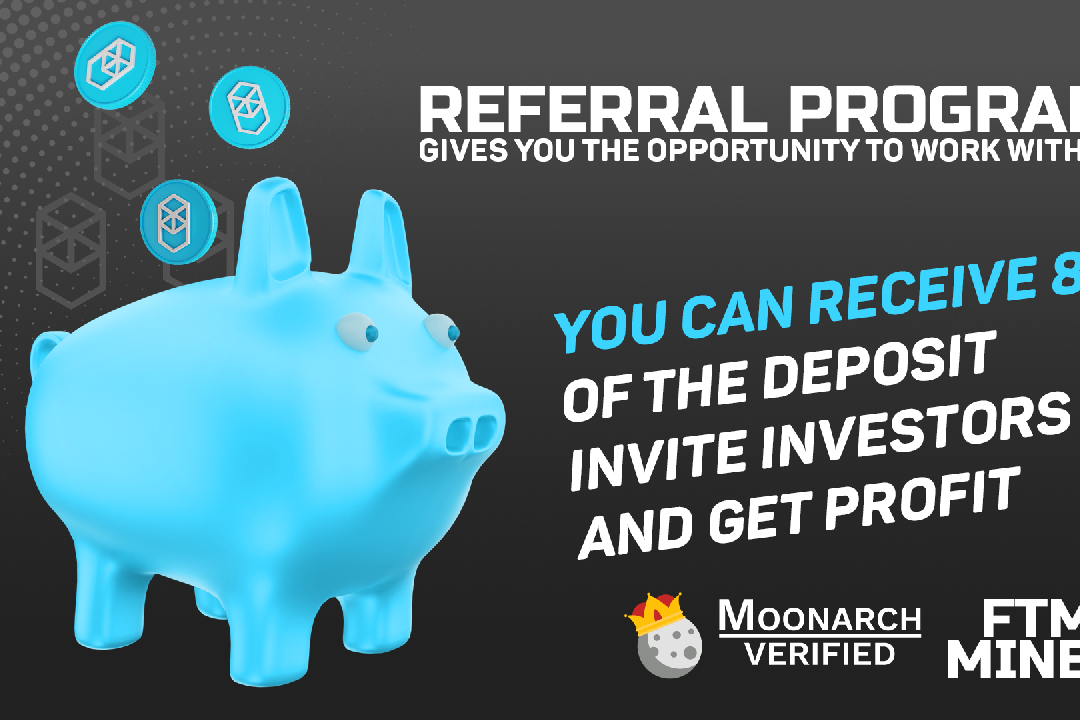 REFERRAL PROGRA
GIVES YOU THE OPPORTUNITY TO WORK WITH
YOU CAN RECEIVE 8
OF THE DEPOSIT
INVITE INVESTORS
AND GET PROFIT
MOONARCH
VERIFIED
FTM
MINE